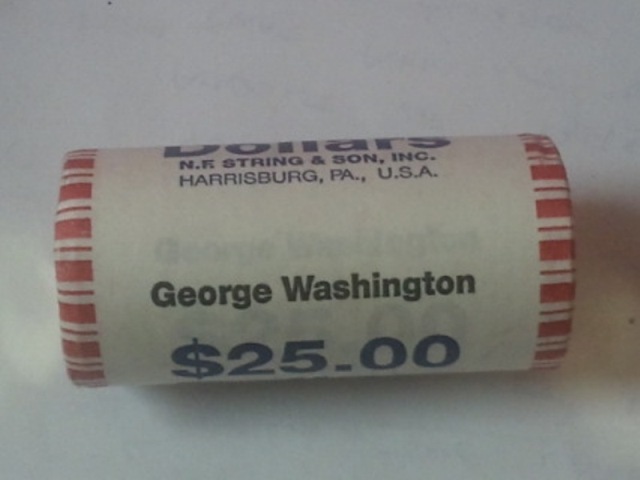 Dollars
N.F. STRING & SON, INC.
HARRISBURG, PA., U.S.A.
George Washington
$25.00